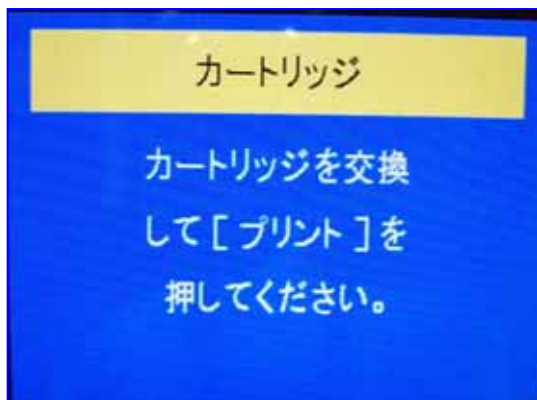 カートリッジ
カートリッジを交換
して［プリント］を
押してください。